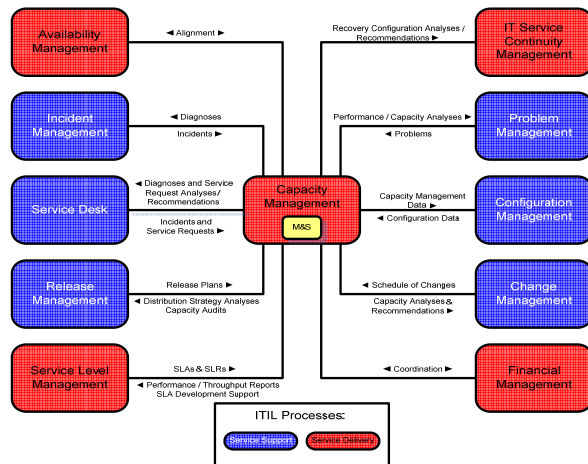 Availability
Management
◄ Alignment ►
Recovery Configuration Analyses /
Recommendations ►
IT Service
Continuity
Management
Incident
Management
◄ Diagnoses
Incidents ►
Performance / Capacity Analyses ►
◄ Problems
Problem
Management
Service Desk
◄ Diagnoses and Service
Request Analyses/
Recommendations
Incidents and
Service Requests ►
Capacity
Management
M&S
Capacity Management
Data ►
◄ Configuration Data
Configuration
Management
Release
Management
Release Plans ►
◄ Distribution Strategy Analyses
Capacity Audits
◄ Schedule of Changes
Capacity Analyses &
Recommendations ►
Change
Management
Service Level
Management
SLAs & SLRs ►
◄ Performance / Throughput Reports
SLA Development Support
◄ Coordination ►
Financial
Management
ITIL Processes:
Service Support
Service Delivery